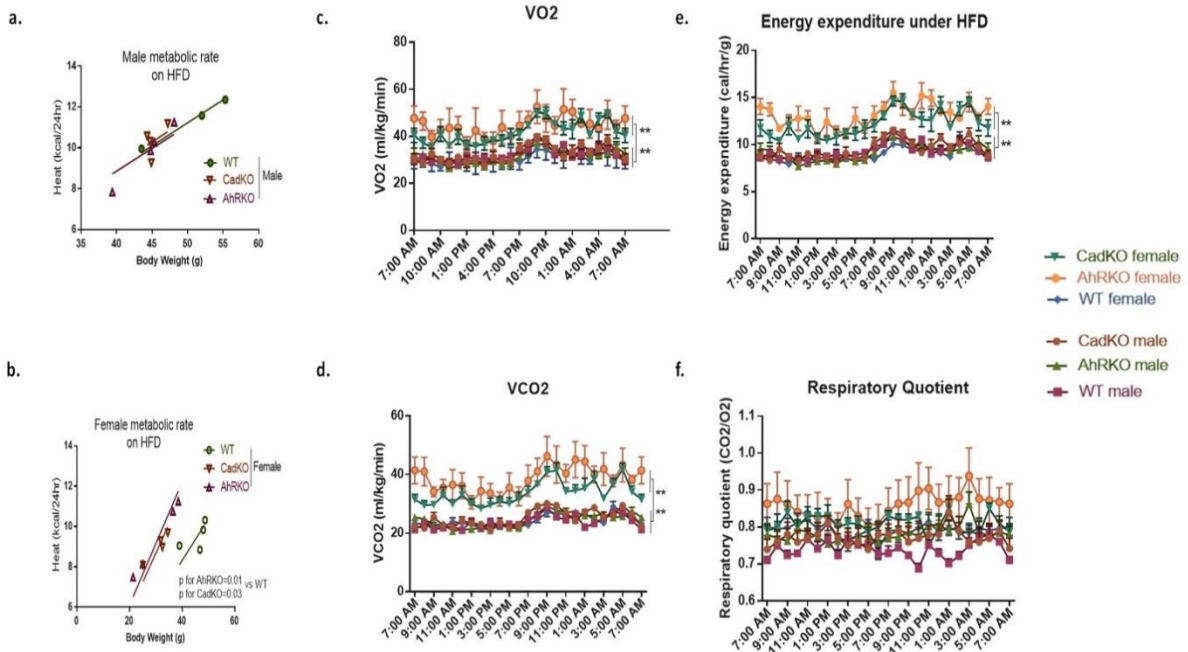 a.
Male metabolic rate
on HFD
Heat (kcal/24hr)
14
12
10
8
6
35
40
45
50
55
60
Body Weight (g)
WT
CadKO
AhRKO
Male
b.
Female metabolic rate
on HFD
Heat (kcal/24hr)
14
12
10
8
6
0
20
40
60
Body Weight (g)
WT
CadKO
AhRKO
Female
p for AhRKO=0.01
p for CadKO=0.03
vs WT
c.
VO2
VO2 (ml/kg/min)
80
60
40
20
0
7:00 AM
10:00 AM
1:00 PM
4:00 PM
7:00 PM
10:00 PM
1:00 AM
4:00 AM
7:00 AM
**
**
d.
VCO2
VCO2 (ml/kg/min)
60
40
20
0
7:00 AM
9:00 AM
11:00 AM
1:00 PM
3:00 PM
5:00 PM
7:00 PM
9:00 PM
11:00 PM
1:00 AM
3:00 AM
5:00 AM
7:00 AM
**
**
e.
Energy expenditure under HFD
Energy expenditure (cal/hr/g)
20
15
10
5
0
7:00 AM
9:00 AM
11:00 AM
1:00 PM
3:00 PM
5:00 PM
7:00 PM
9:00 PM
11:00 PM
1:00 AM
3:00 AM
5:00 AM
7:00 AM
**
**
f.
Respiratory Quotient
Respiratory quotient (CO2/O2)
1.1
1.0
0.9
0.8
0.7
0.6
7:00 AM
9:00 AM
11:00 AM
1:00 PM
3:00 PM
5:00 PM
7:00 PM
9:00 PM
11:00 PM
1:00 AM
3:00 AM
5:00 AM
7:00 AM
CadKO female
AhRKO female
WT female
CadKO male
AhRKO male
WT male